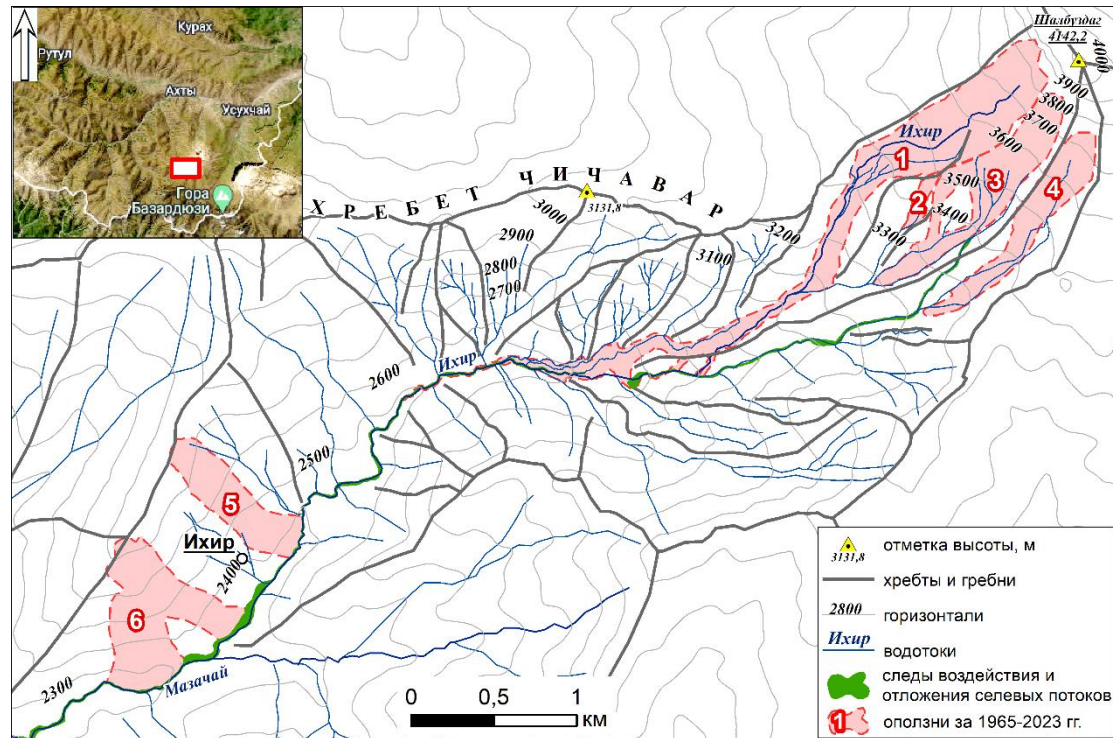 Курах
Рутул
Ахты
Усухчай
Гора
Базардюзи
Шалбуздаг
4142,2
4000
3900
3800
3700
3600
3500
3400
3300
3200
3100
3000
2900
2800
2700
2600
2500
2400
2300
Ихир
1
2
3
4
ХРЕБЕТ ЧИЧАВАР
3131,8
Ихир
5
Ихир
6
Мазачай
0 0,5 1
км
3131,8 отметка высоты, м
хребты и гребни
2800 горизонтали
Ихир водотоки
следы воздействия и
отложения селевых потоков
1 оползни за 1965-2023 гг.